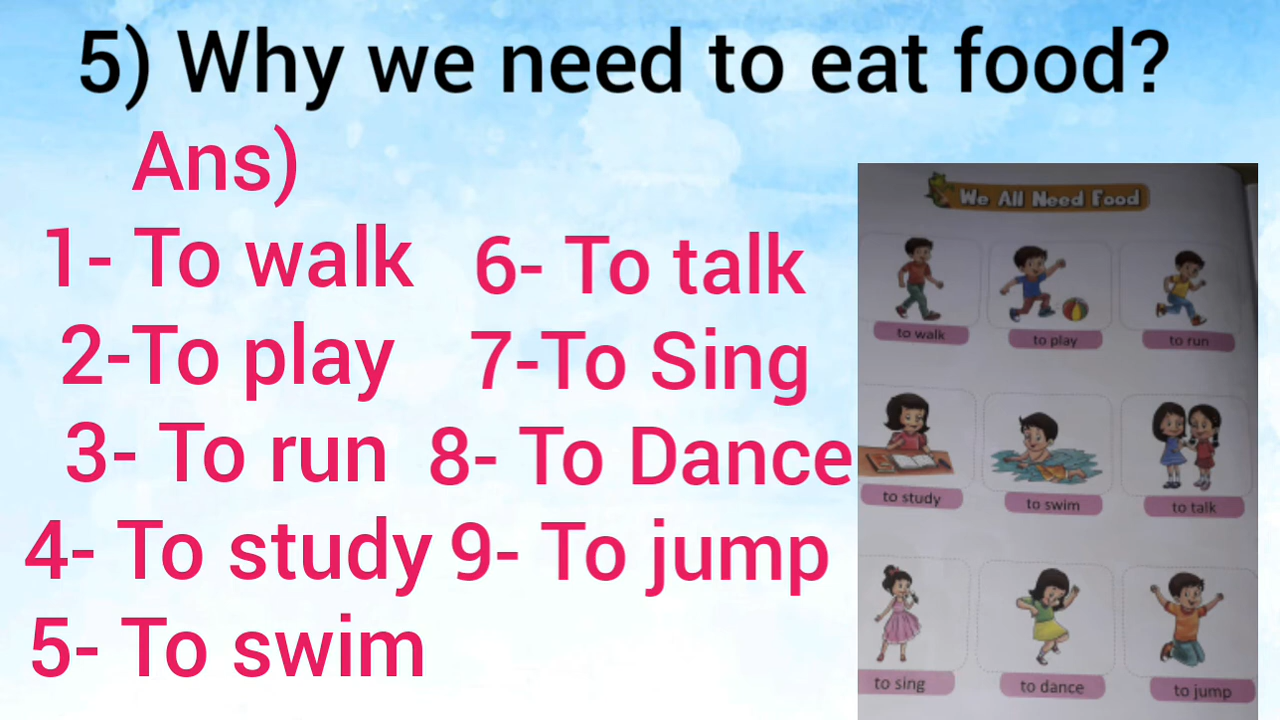 5) Why we need to eat food?
Ans)
1- To walk
2-To play
3- To run
4- To study
5- To swim
6- To talk
7-To Sing
8- To Dance
9- To jump
We All Need Food
to walk
to play
to run
to study
to swim
to talk
to sing
to dance
to jump